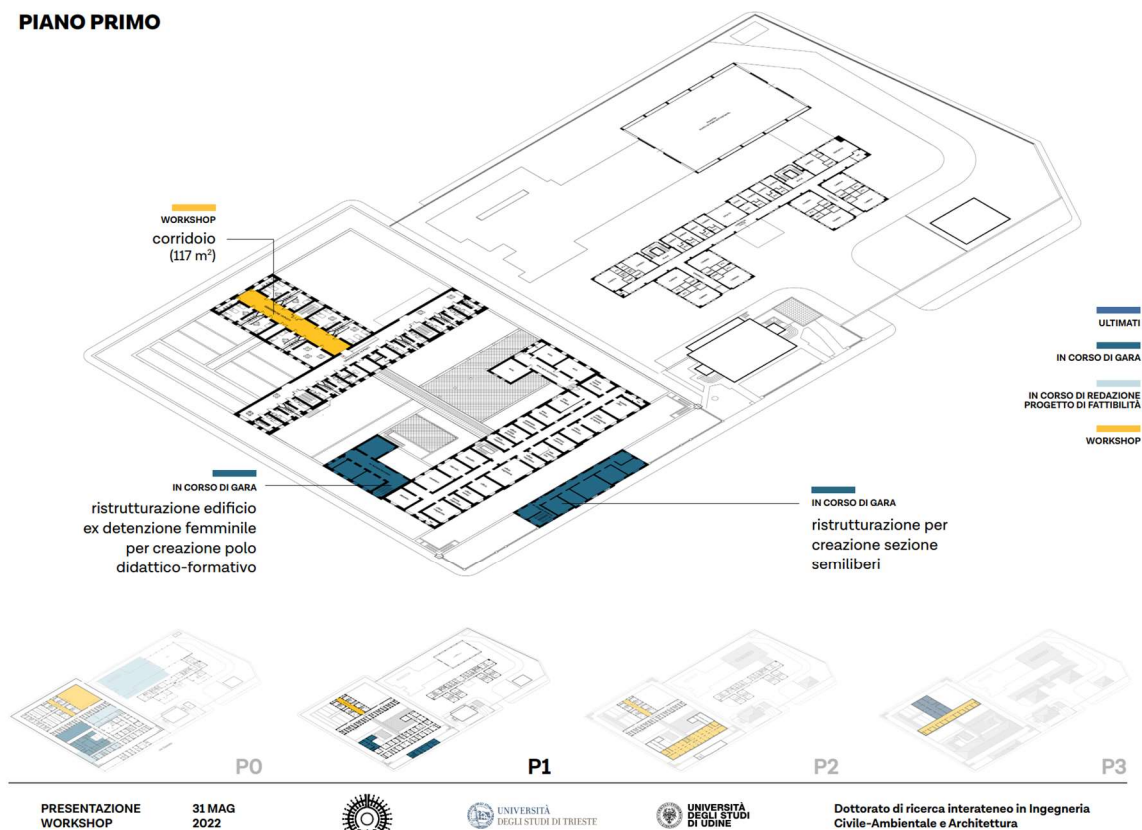 PIANO PRIMO
WORKSHOP
corridoio
(117 m²)
ULTIMATI
IN CORSO DI GARA
IN CORSO DI REDAZIONE
PROGETTO DI FATTIBILITÀ
WORKSHOP
IN CORSO DI GARA
ristrutturazione edificio
ex detenzione femminile
per creazione polo
didattico-formativo
IN CORSO DI GARA
ristrutturazione per
creazione sezione
semiliberi
P0
P1
P2
P3
PRESENTAZIONE
WORKSHOP
31 MAG
2022
UNIVERSITÀ
DEGLI STUDI DI TRIESTE
UNIVERSITÀ
DEGLI STUDI
DI UDINE
Dottorato di ricerca interateneo in Ingegneria
Civile-Ambientale e Architettura